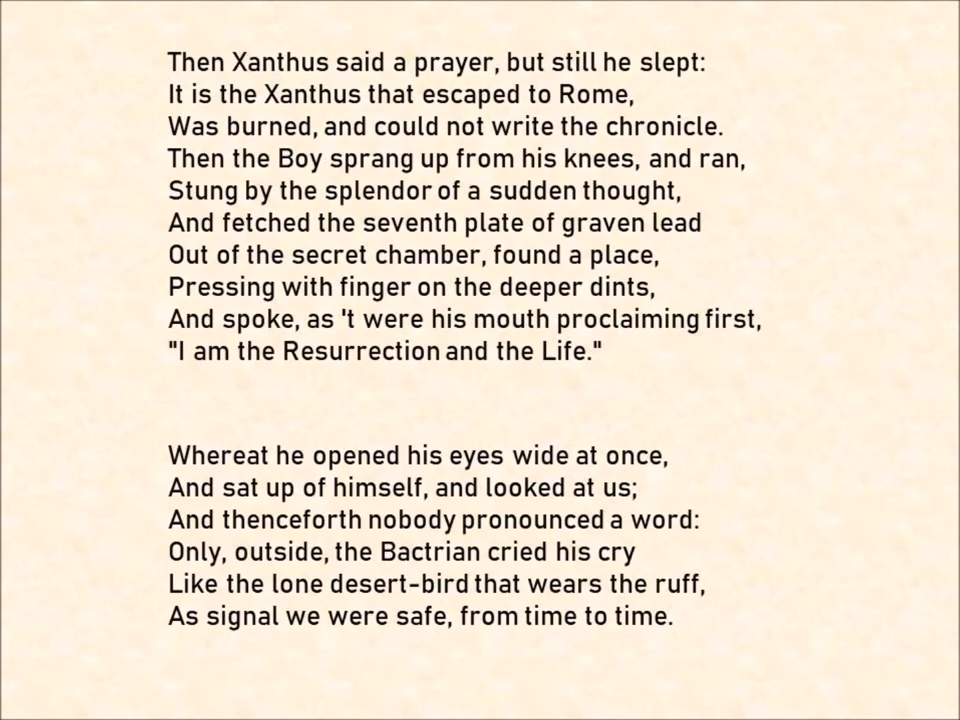 Then Xanthus said a prayer, but still he slept:
It is the Xanthus that escaped to Rome,
Was burned, and could not write the chronicle.
Then the Boy sprang up from his knees, and ran,
Stung by the splendor of a sudden thought,
And fetched the seventh plate of graven lead
Out of the secret chamber, found a place,
Pressing with finger on the deeper dints,
And spoke, as 't were his mouth proclaiming first,
"I am the Resurrection and the Life."
Whereat he opened his eyes wide at once,
And sat up of himself, and looked at us;
And thenceforth nobody pronounced a word:
Only, outside, the Bactrian cried his cry
Like the lone desert-bird that wears the ruff,
As signal we were safe, from time to time.